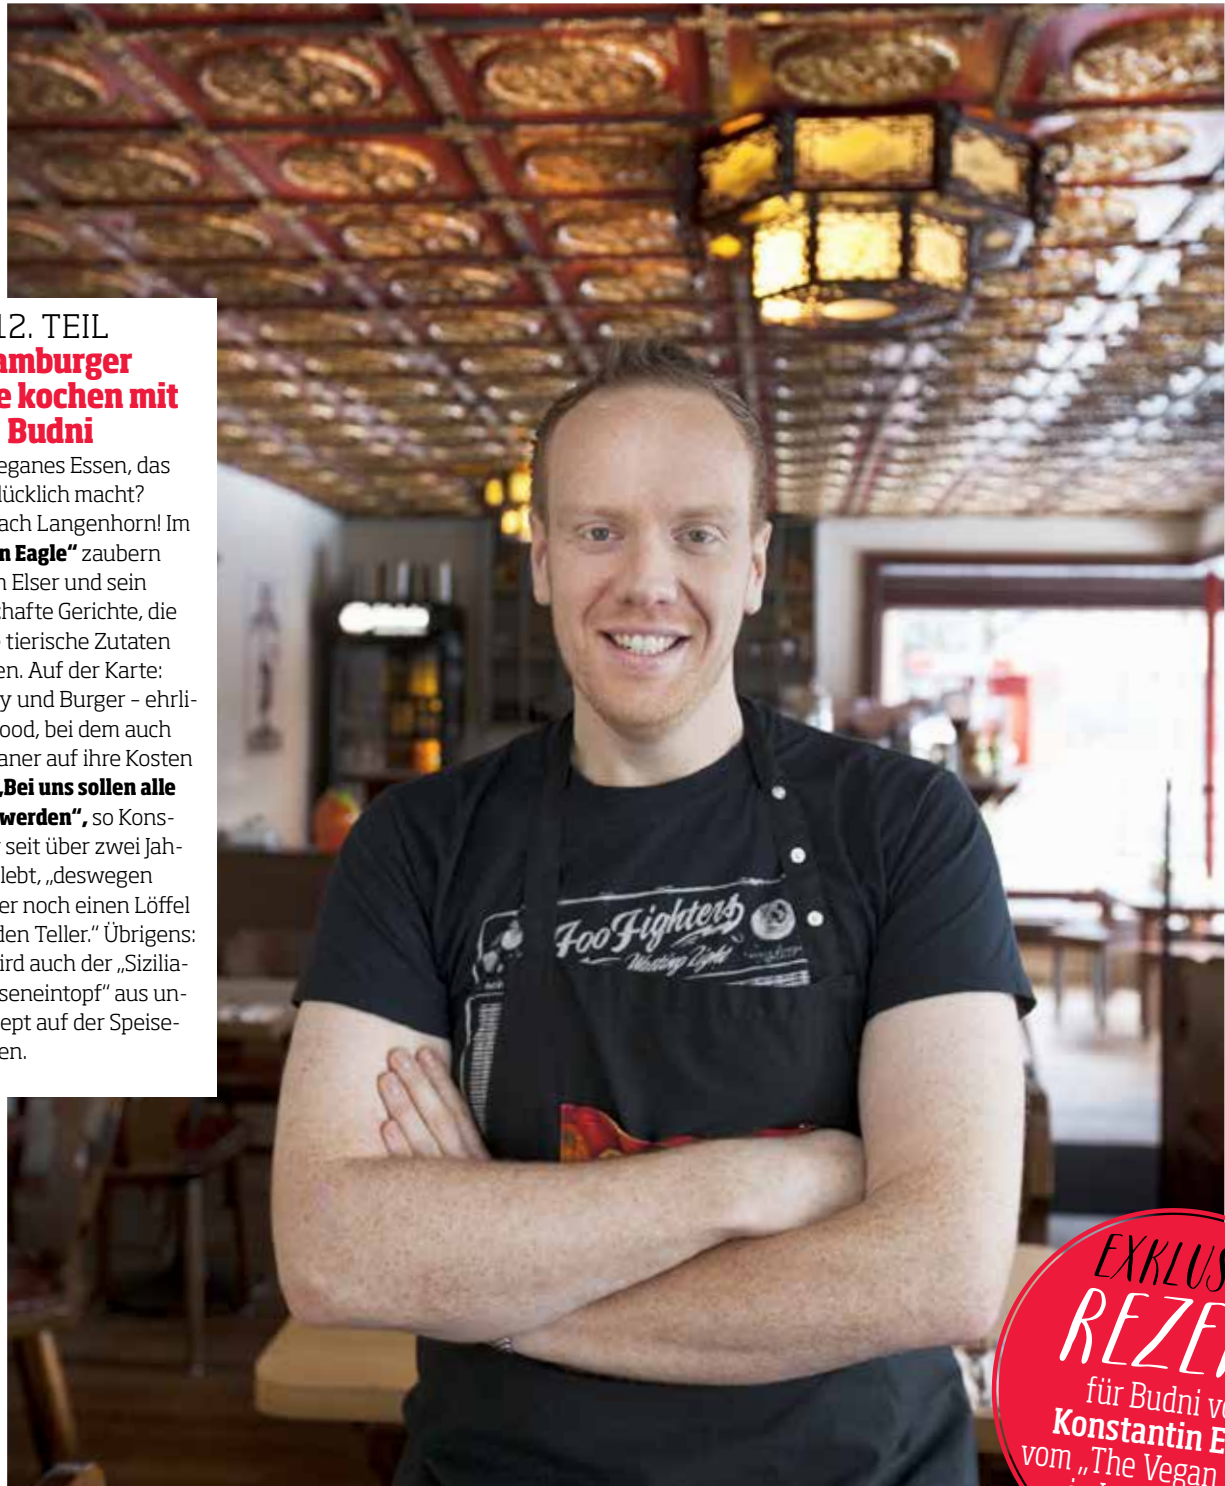 12. TEIL
amburger
e kochen mit
Budni
eganes Essen, das
lücklich macht?
ach Langenhorn! Im
n Eagle“ zaubern
n Elser und sein
hafte Gerichte, die
tierische Zutaten
en. Auf der Karte:
y und Burger – ehrli-
ood, bei dem auch
aner auf ihre Kosten
„Bei uns sollen alle
werden“, so Kons-
seit über zwei Jah-
lebt, „deswegen
er noch einen Löffel
den Teller.“ Übrigens:
ird auch der „Sizilia-
seneintopf“ aus un-
ept auf der Speise-
en.
Foo Fighters
Wasting Light
EXKLUS
REZE
für Budni vo
Konstantin E
vom „The Vegan